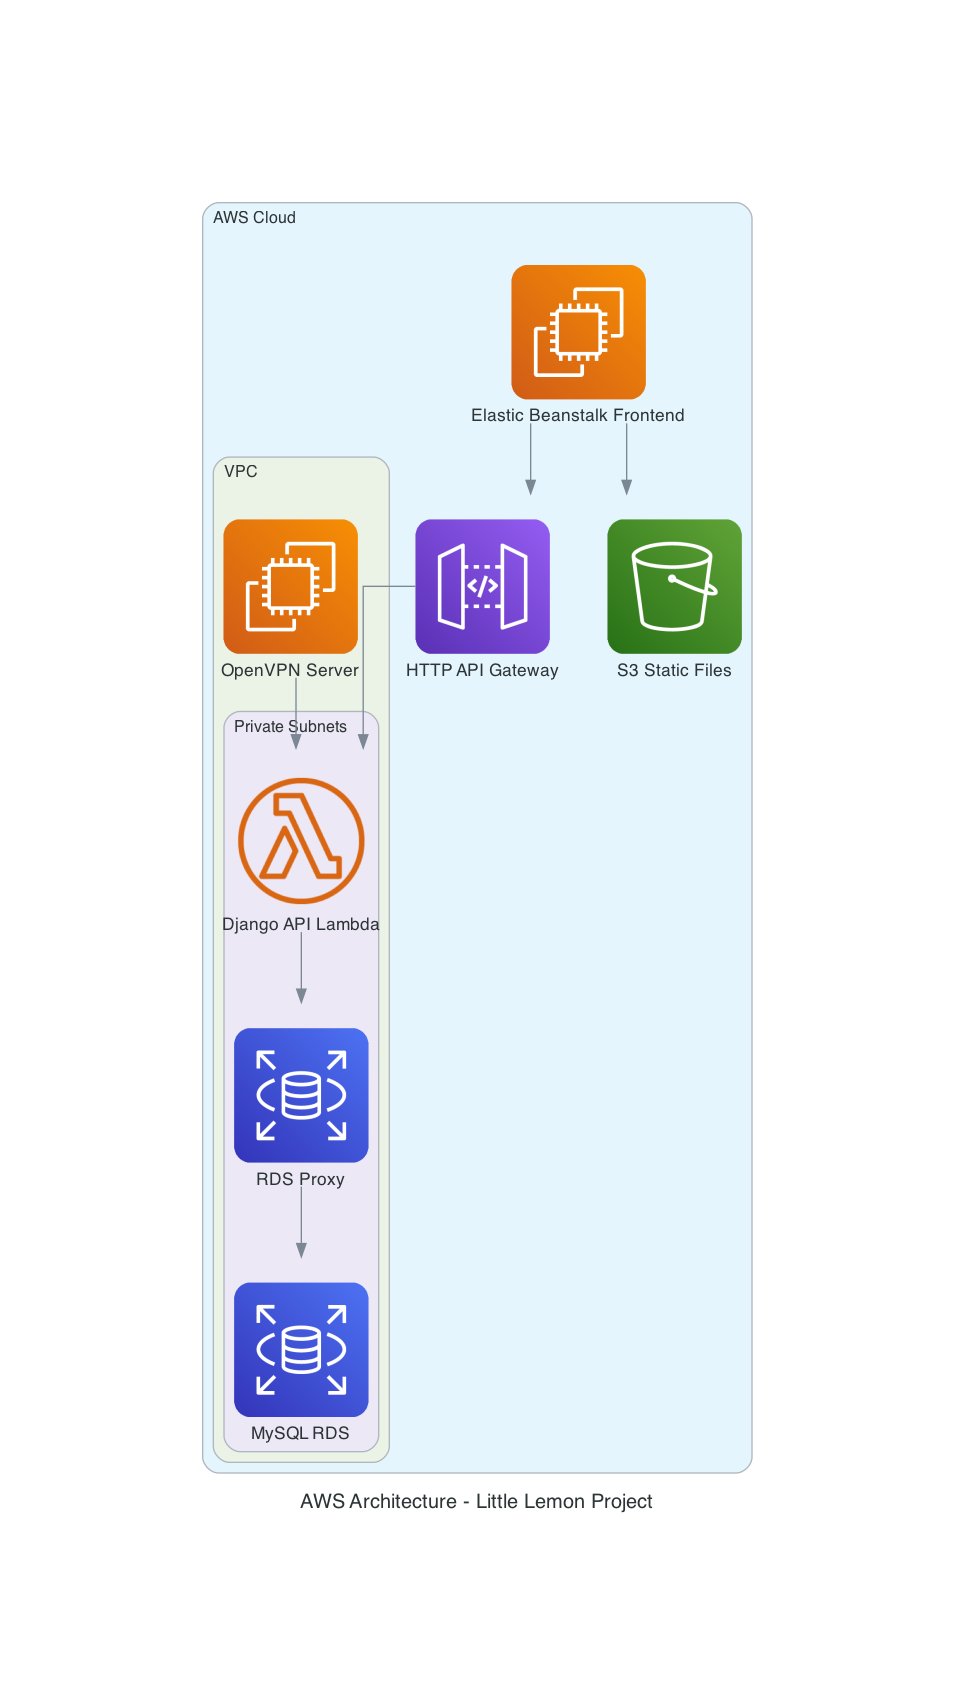 AWS Cloud
Elastic Beanstalk Frontend
VPC
OpenVPN Server
HTTP API Gateway
S3 Static Files
Private Subnets
Django API Lambda
RDS Proxy
MySQL RDS
AWS Architecture - Little Lemon Project